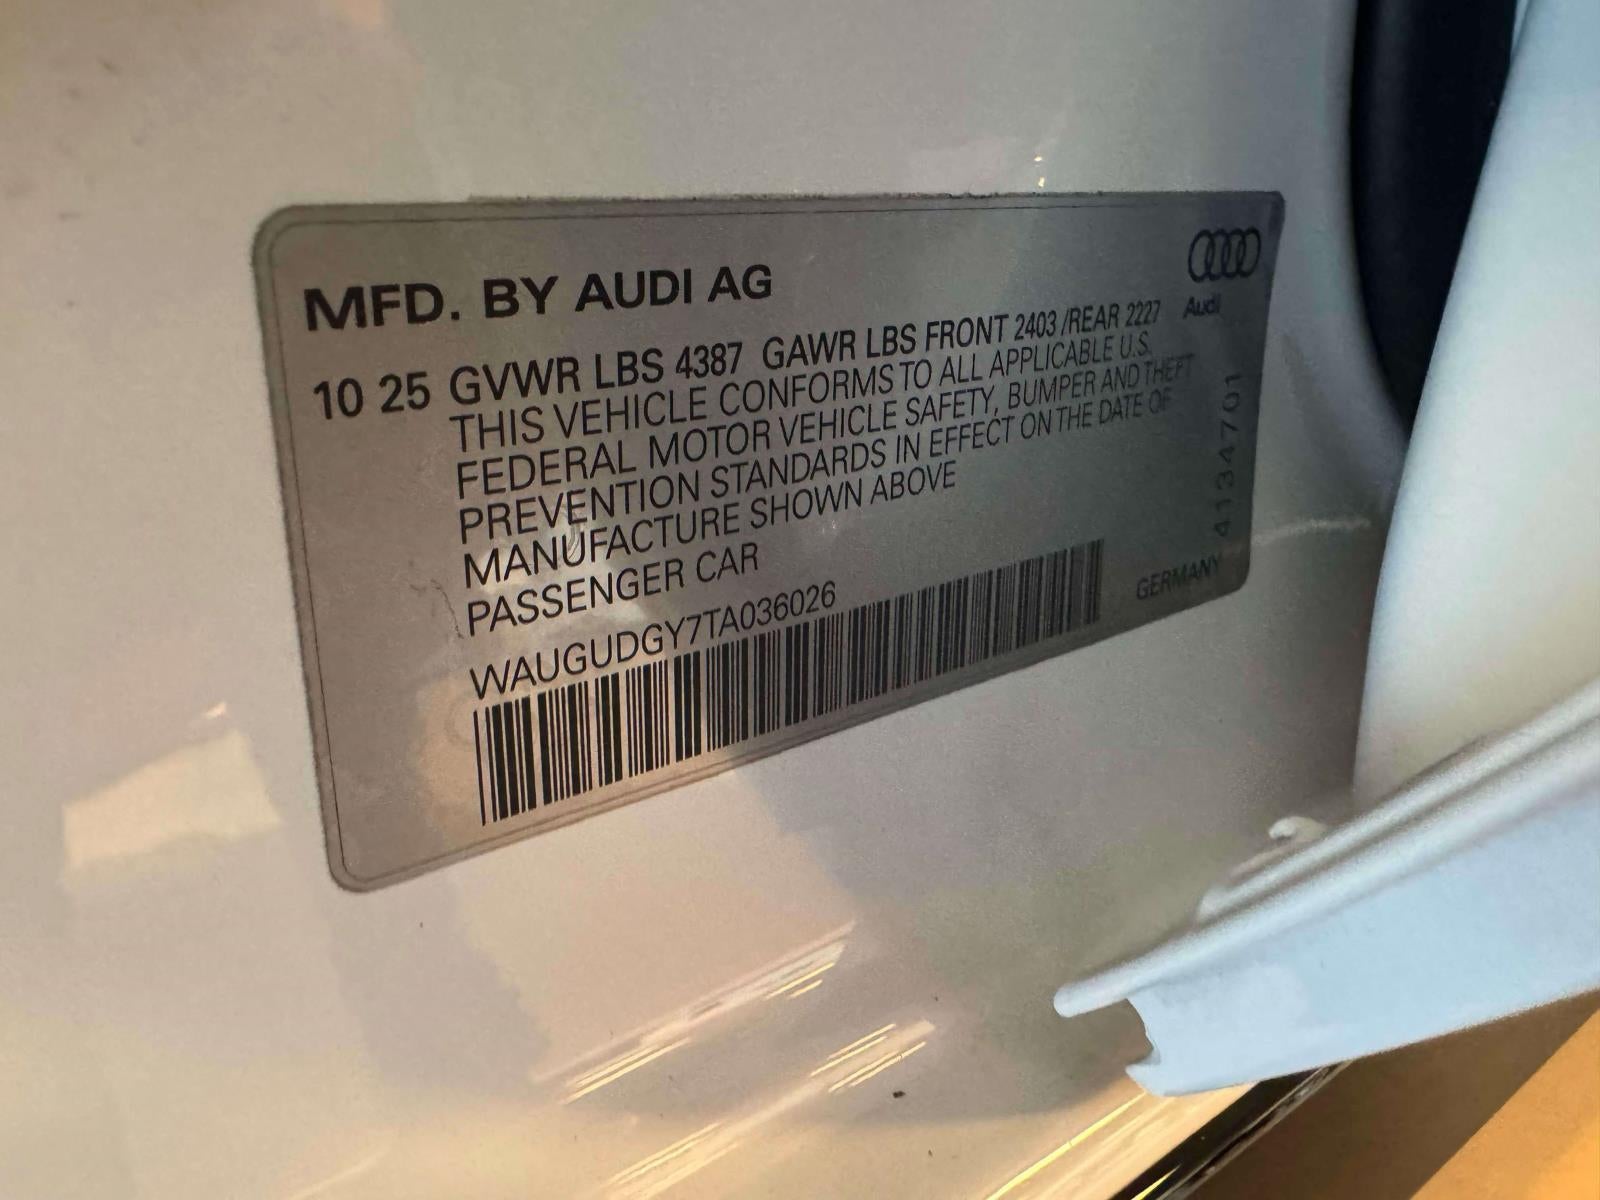 MFD. BY AUDI AG
Audi
10 25 GVWR LBS 4387 GAWR LBS FRONT 2403 /REAR 2227
THIS VEHICLE CONFORMS TO ALL APPLICABLE U.S.
FEDERAL MOTOR VEHICLE SAFETY, BUMPER AND THEFT
PREVENTION STANDARDS IN EFFECT ON THE DATE OF
MANUFACTURE SHOWN ABOVE
PASSENGER CAR
WAUGUDGY7TA036026
GERMANY
4134701